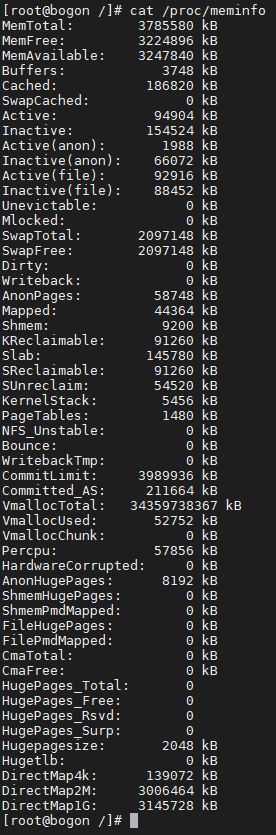 [root@bogon /]# cat /proc/meminfo
MemTotal:        3785580 kB
MemFree:         3224896 kB
MemAvailable:    3247840 kB
Buffers:            3748 kB
Cached:           186820 kB
SwapCached:            0 kB
Active:            94904 kB
Inactive:         154524 kB
Active(anon):       1988 kB
Inactive(anon):    66072 kB
Active(file):      92916 kB
Inactive(file):    88452 kB
Unevictable:           0 kB
Mlocked:               0 kB
SwapTotal:       2097148 kB
SwapFree:        2097148 kB
Dirty:                 0 kB
Writeback:             0 kB
AnonPages:         58748 kB
Mapped:            44364 kB
Shmem:              9200 kB
KReclaimable:      91260 kB
Slab:             145780 kB
SReclaimable:      91260 kB
SUnreclaim:        54520 kB
KernelStack:        5456 kB
PageTables:         1480 kB
NFS_Unstable:          0 kB
Bounce:                0 kB
WritebackTmp:          0 kB
CommitLimit:     3989936 kB
Committed_AS:     211664 kB
VmallocTotal:   34359738367 kB
VmallocUsed:       52752 kB
VmallocChunk:          0 kB
Percpu:            57856 kB
HardwareCorrupted:     0 kB
AnonHugePages:      8192 kB
ShmemHugePages:        0 kB
ShmemPmdMapped:        0 kB
FileHugePages:         0 kB
FilePmdMapped:         0 kB
CmaTotal:              0 kB
CmaFree:               0 kB
HugePages_Total:       0
HugePages_Free:        0
HugePages_Rsvd:        0
HugePages_Surp:        0
Hugepagesize:       2048 kB
Hugetlb:               0 kB
DirectMap4k:      139072 kB
DirectMap2M:     3006464 kB
DirectMap1G:     3145728 kB
[root@bogon /]#